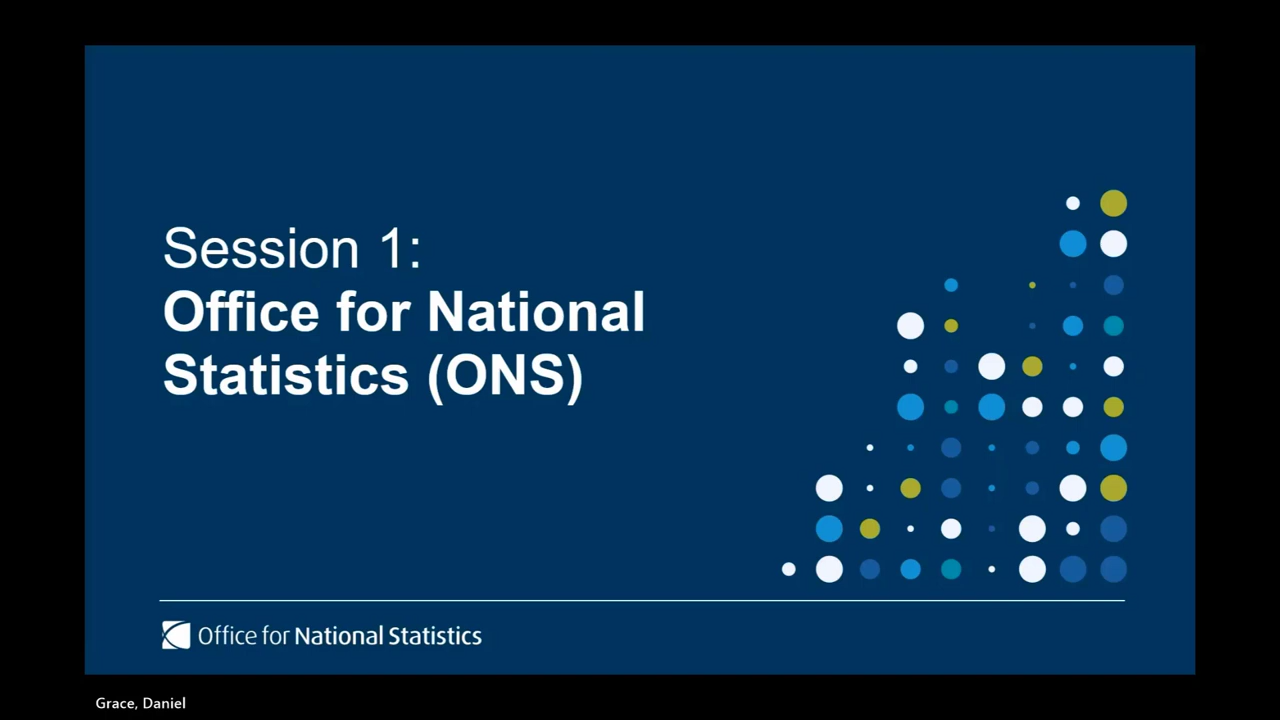 Session 1:
Office for National
Statistics (ONS)
Office for National Statistics
Grace, Daniel